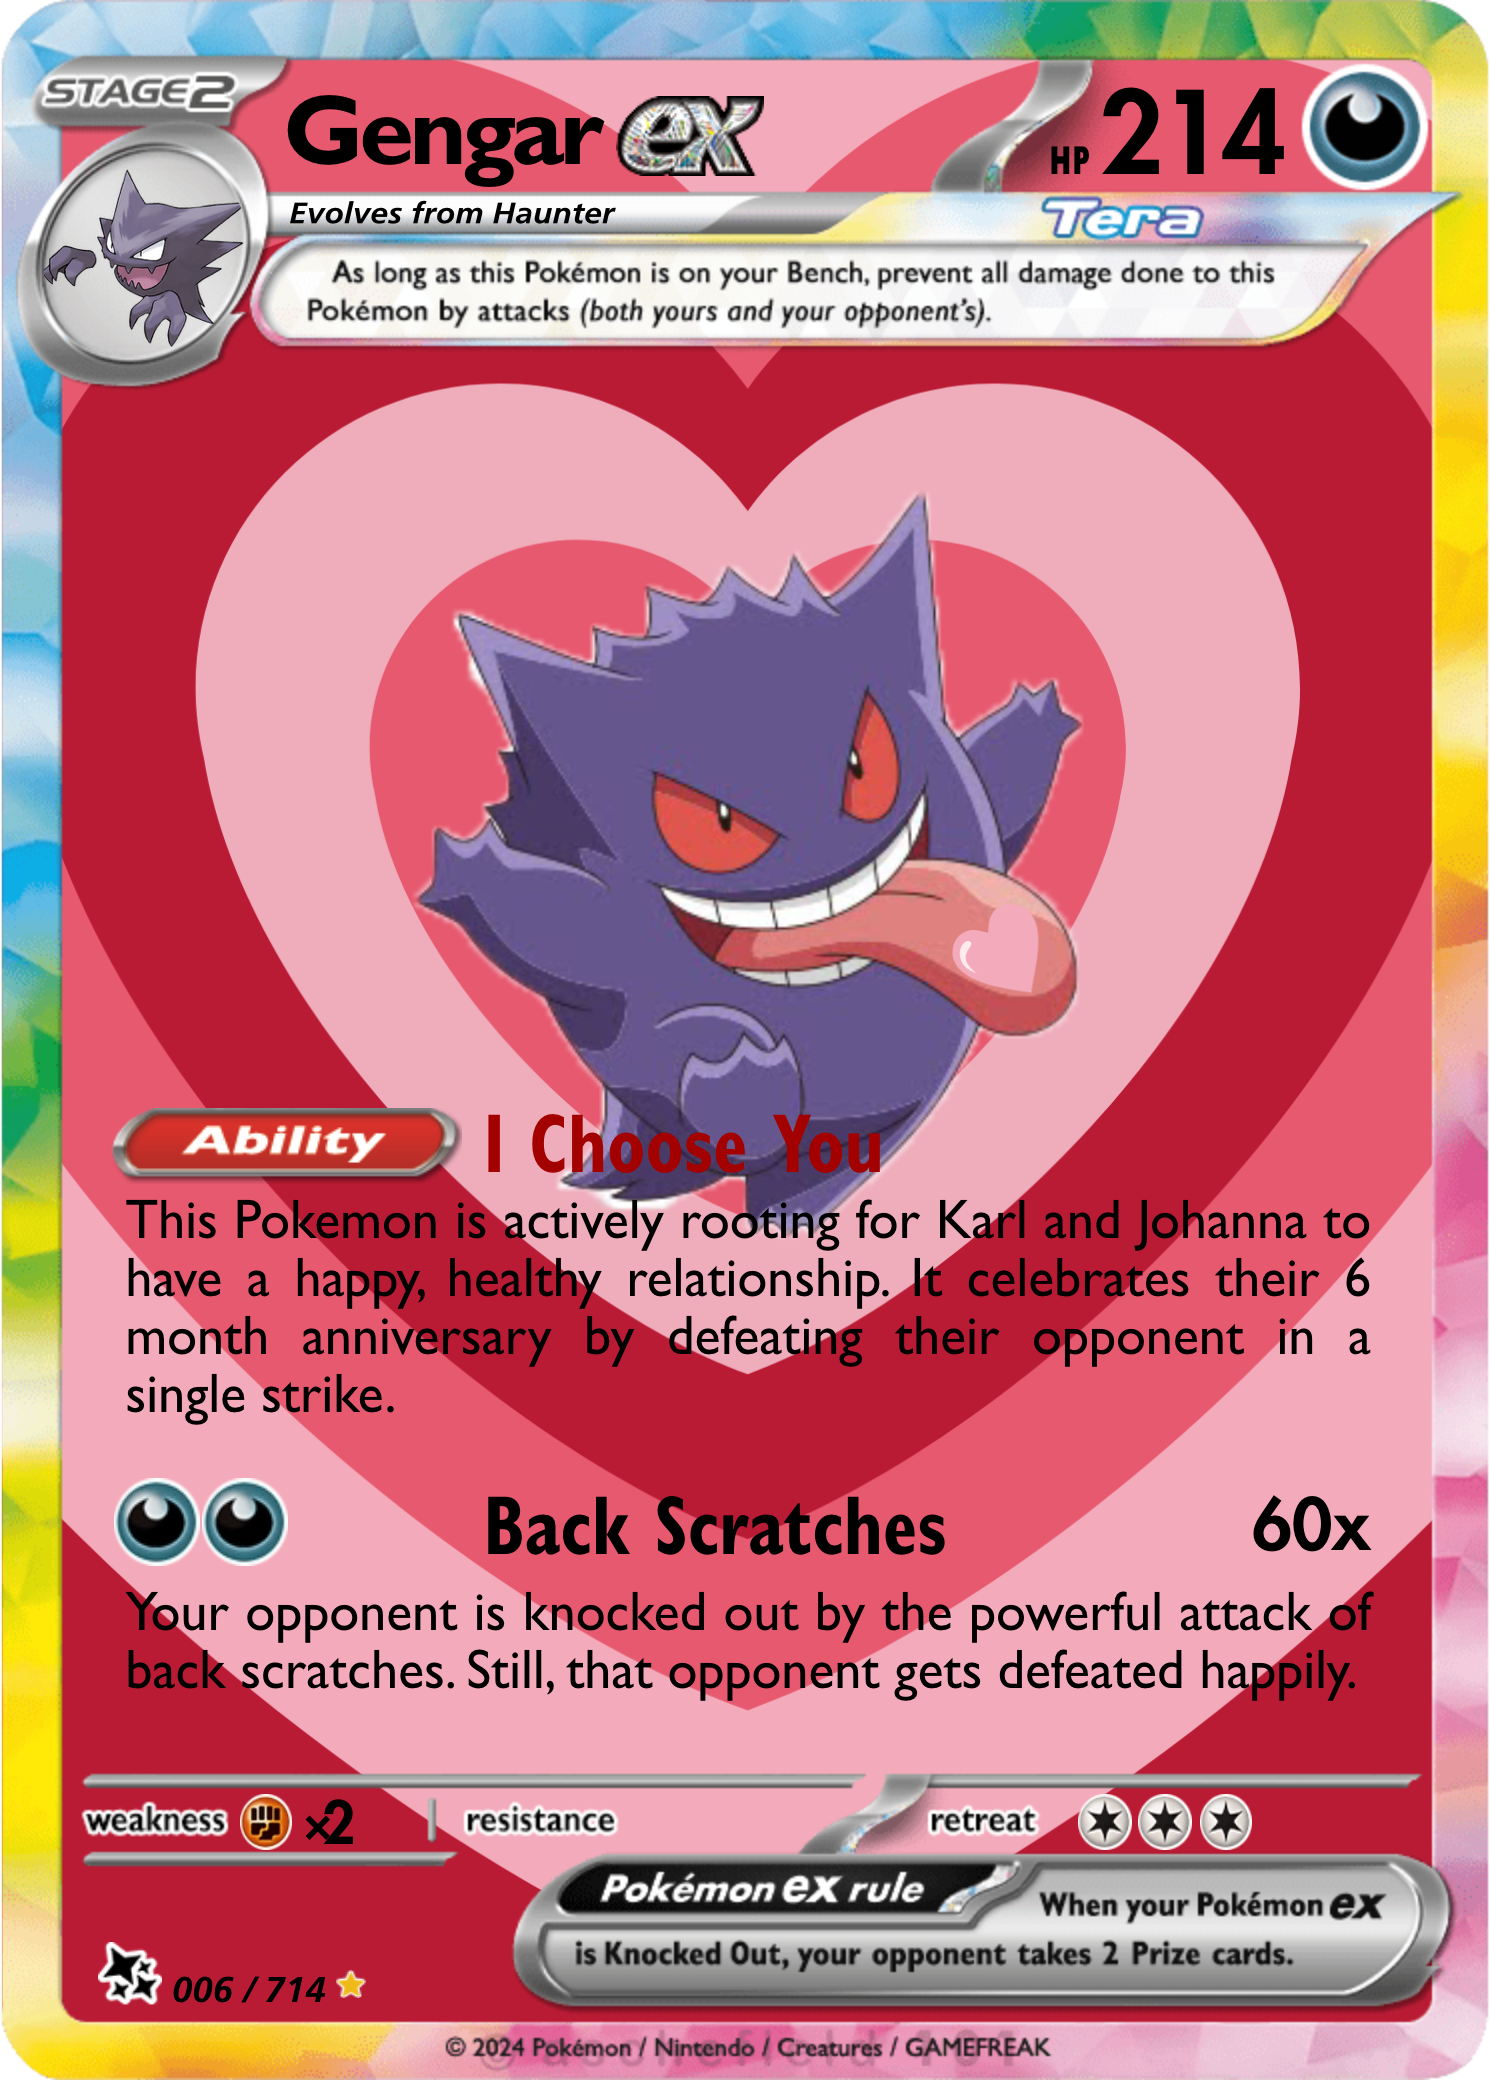 STAGE2
Gengar ex
HP 214
Evolves from Haunter
Tera
As long as this Pokémon is on your Bench, prevent all damage done to this
Pokémon by attacks (both yours and your opponent's).
Ability I Choose You
This Pokemon is actively rooting for Karl and Johanna to
have a happy, healthy relationship. It celebrates their 6
month anniversary by defeating their opponent in a
single strike.
Back Scratches 60x
Your opponent is knocked out by the powerful attack of
back scratches. Still, that opponent gets defeated happily.
weakness ×2 resistance retreat
Pokémon ex rule When your Pokémon ex
is Knocked Out, your opponent takes 2 Prize cards.
006 / 714
© 2024 Pokémon / Nintendo / Creatures / GAMEFREAK